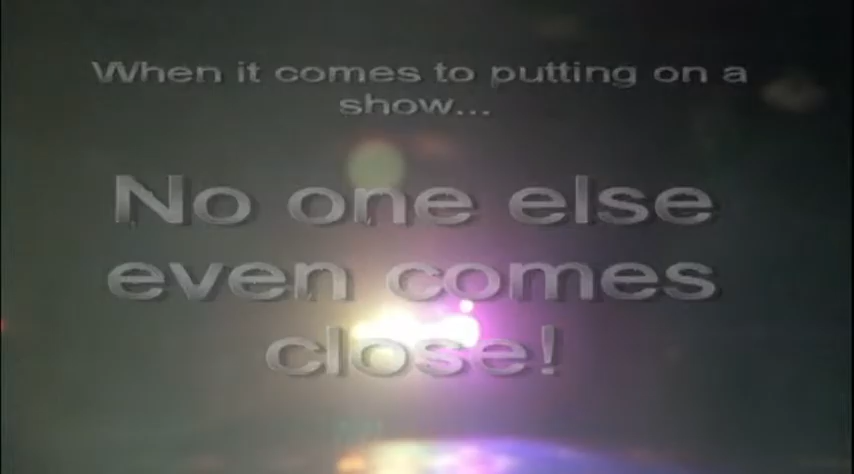 When it comes to putting on a
show...
No one else
even comes
close!